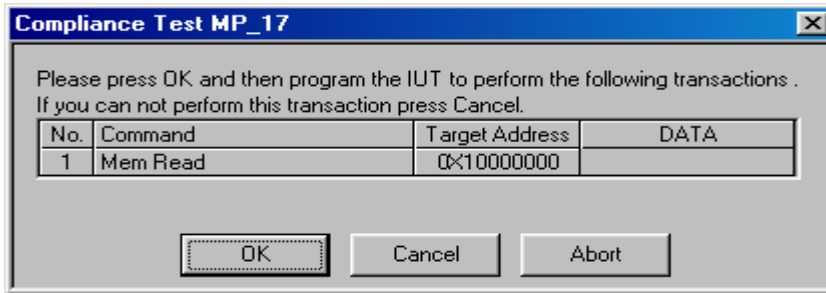 Compliance Test MP_17
Please press OK and then program the IUT to perform the following transactions .
If you can not perform this transaction press Cancel.
No. Command Target Address DATA
1 Mem Read 0X10000000
OK Cancel Abort